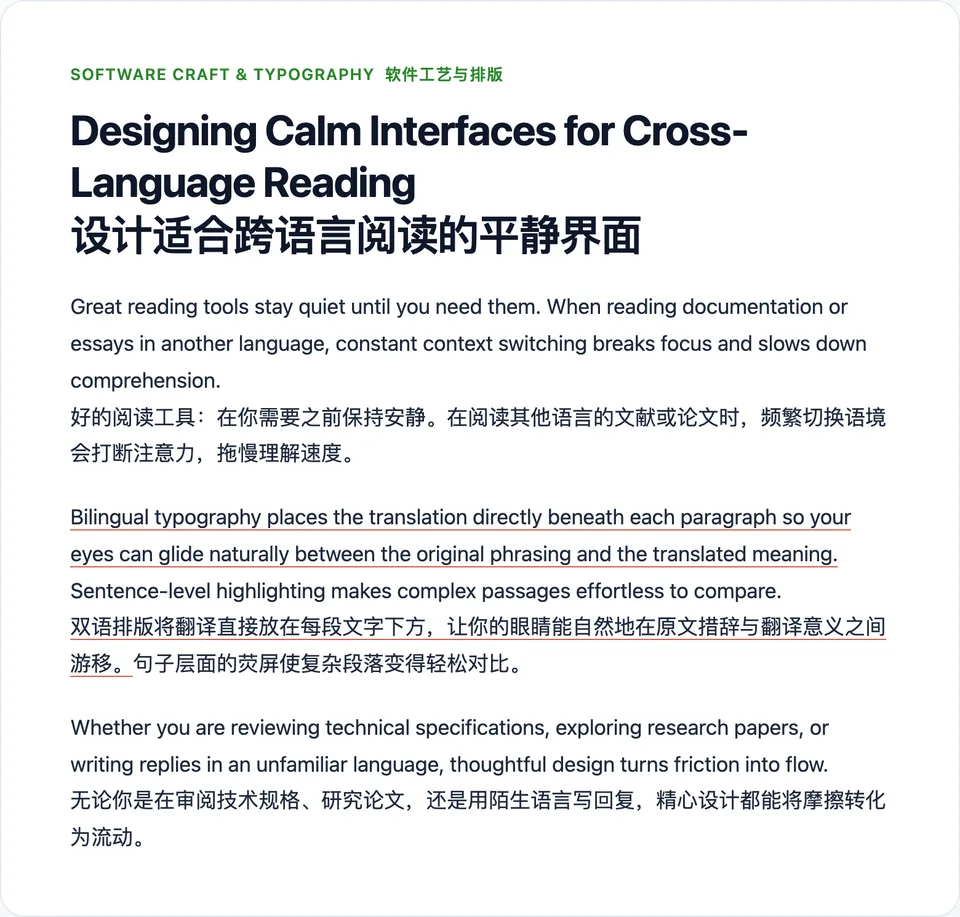 SOFTWARE CRAFT & TYPOGRAPHY 软件工艺与排版
Designing Calm Interfaces for Cross-
Language Reading
设计适合跨语言阅读的平静界面
Great reading tools stay quiet until you need them. When reading documentation or
essays in another language, constant context switching breaks focus and slows down
comprehension.
好的阅读工具：在你需要之前保持安静。在阅读其他语言的文献或论文时，频繁切换语境
会打断注意力，拖慢理解速度。
Bilingual typography places the translation directly beneath each paragraph so your
eyes can glide naturally between the original phrasing and the translated meaning.
Sentence-level highlighting makes complex passages effortless to compare.
双语排版将翻译直接放在每段文字下方，让你的眼睛能自然地在原文措辞与翻译意义之间
游移。句子层面的荧屏使复杂段落变得轻松对比。
Whether you are reviewing technical specifications, exploring research papers, or
writing replies in an unfamiliar language, thoughtful design turns friction into flow.
无论你是在审阅技术规格、研究论文，还是用陌生语言写回复，精心设计都能将摩擦转化
为流动。